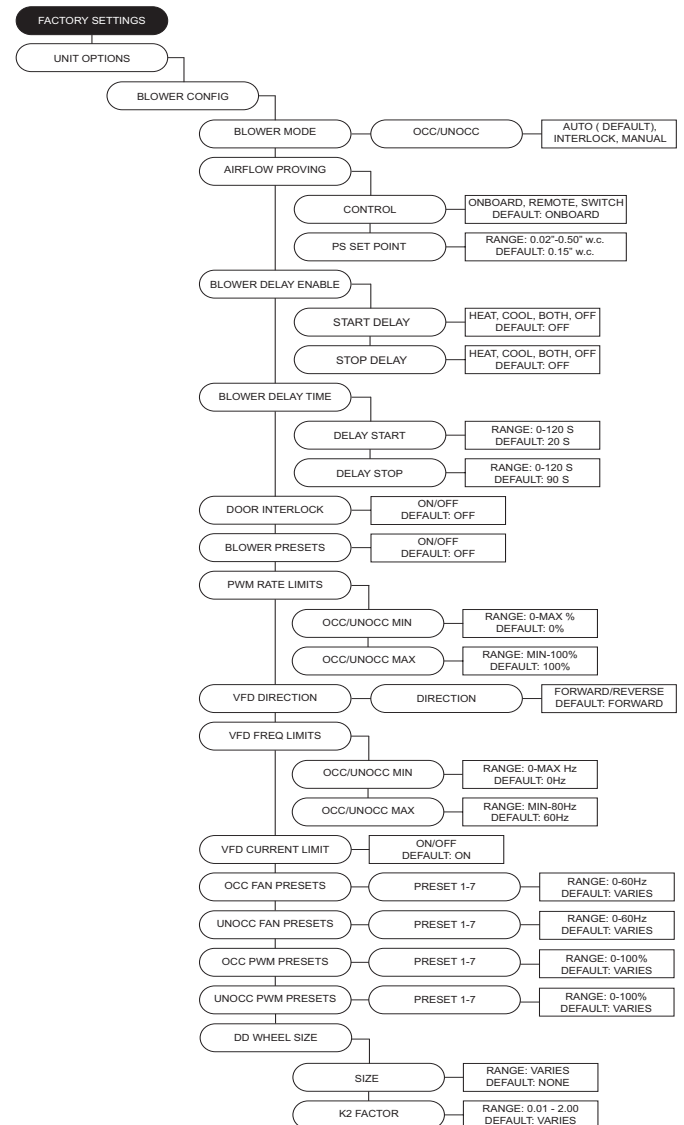 FACTORY SETTINGS
UNIT OPTIONS
BLOWER CONFIG
BLOWER MODE
OCC/UNOCC
AUTO ( DEFAULT),
INTERLOCK, MANUAL
AIRFLOW PROVING
CONTROL
ONBOARD, REMOTE, SWITCH
DEFAULT: ONBOARD
PS SET POINT
RANGE: 0.02"-0.50" w.c.
DEFAULT: 0.15" w.c.
BLOWER DELAY ENABLE
START DELAY
HEAT, COOL, BOTH, OFF
DEFAULT: OFF
STOP DELAY
HEAT, COOL, BOTH, OFF
DEFAULT: OFF
BLOWER DELAY TIME
DELAY START
RANGE: 0-120 S
DEFAULT: 20 S
DELAY STOP
RANGE: 0-120 S
DEFAULT: 90 S
DOOR INTERLOCK
ON/OFF
DEFAULT: OFF
BLOWER PRESETS
ON/OFF
DEFAULT: OFF
PWM RATE LIMITS
OCC/UNOCC MIN
RANGE: 0-MAX %
DEFAULT: 0%
OCC/UNOCC MAX
RANGE: MIN-100%
DEFAULT: 100%
VFD DIRECTION
DIRECTION
FORWARD/REVERSE
DEFAULT: FORWARD
VFD FREQ LIMITS
OCC/UNOCC MIN
RANGE: 0-MAX Hz
DEFAULT: 0Hz
OCC/UNOCC MAX
RANGE: MIN-80Hz
DEFAULT: 60Hz
VFD CURRENT LIMIT
ON/OFF
DEFAULT: ON
OCC FAN PRESETS
PRESET 1-7
RANGE: 0-60Hz
DEFAULT: VARIES
UNOCC FAN PRESETS
PRESET 1-7
RANGE: 0-60Hz
DEFAULT: VARIES
OCC PWM PRESETS
PRESET 1-7
RANGE: 0-100%
DEFAULT: VARIES
UNOCC PWM PRESETS
PRESET 1-7
RANGE: 0-100%
DEFAULT: VARIES
DD WHEEL SIZE
SIZE
RANGE: VARIES
DEFAULT: NONE
K2 FACTOR
RANGE: 0.01 - 2.00
DEFAULT: VARIES